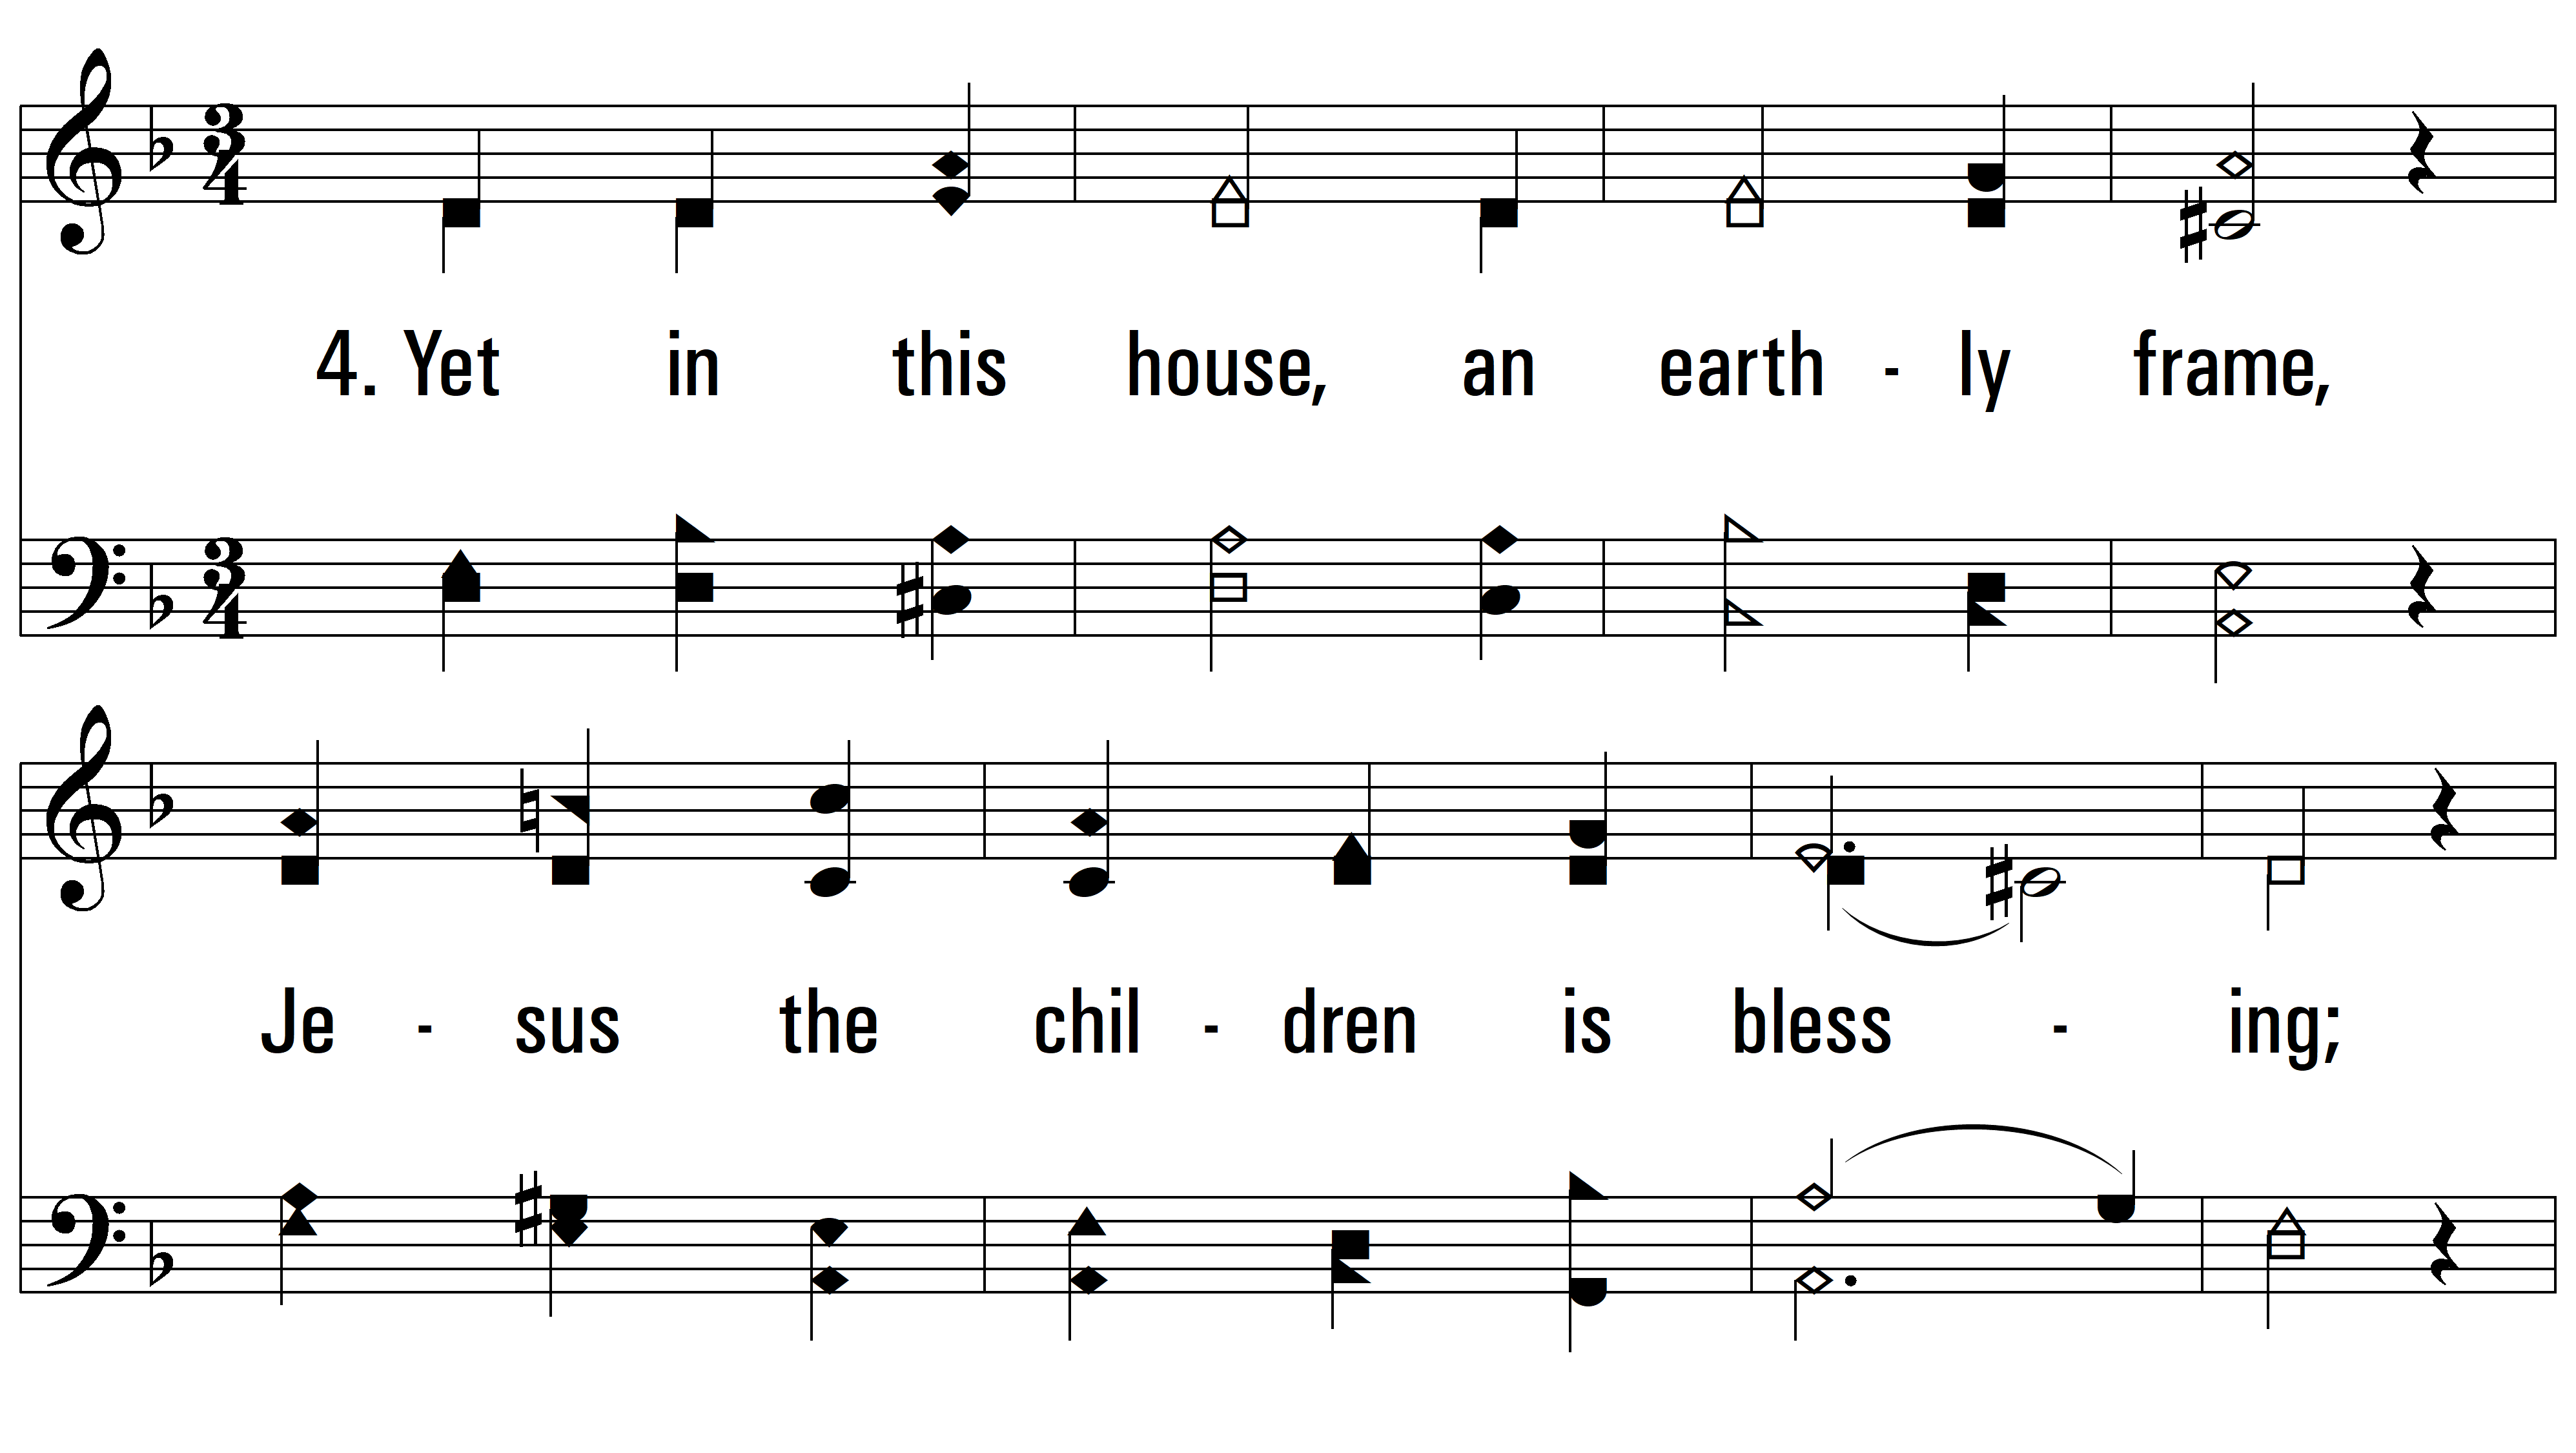 4. Yet in this house, an earth - ly frame,
Je - sus the chil - dren is bless - ing;